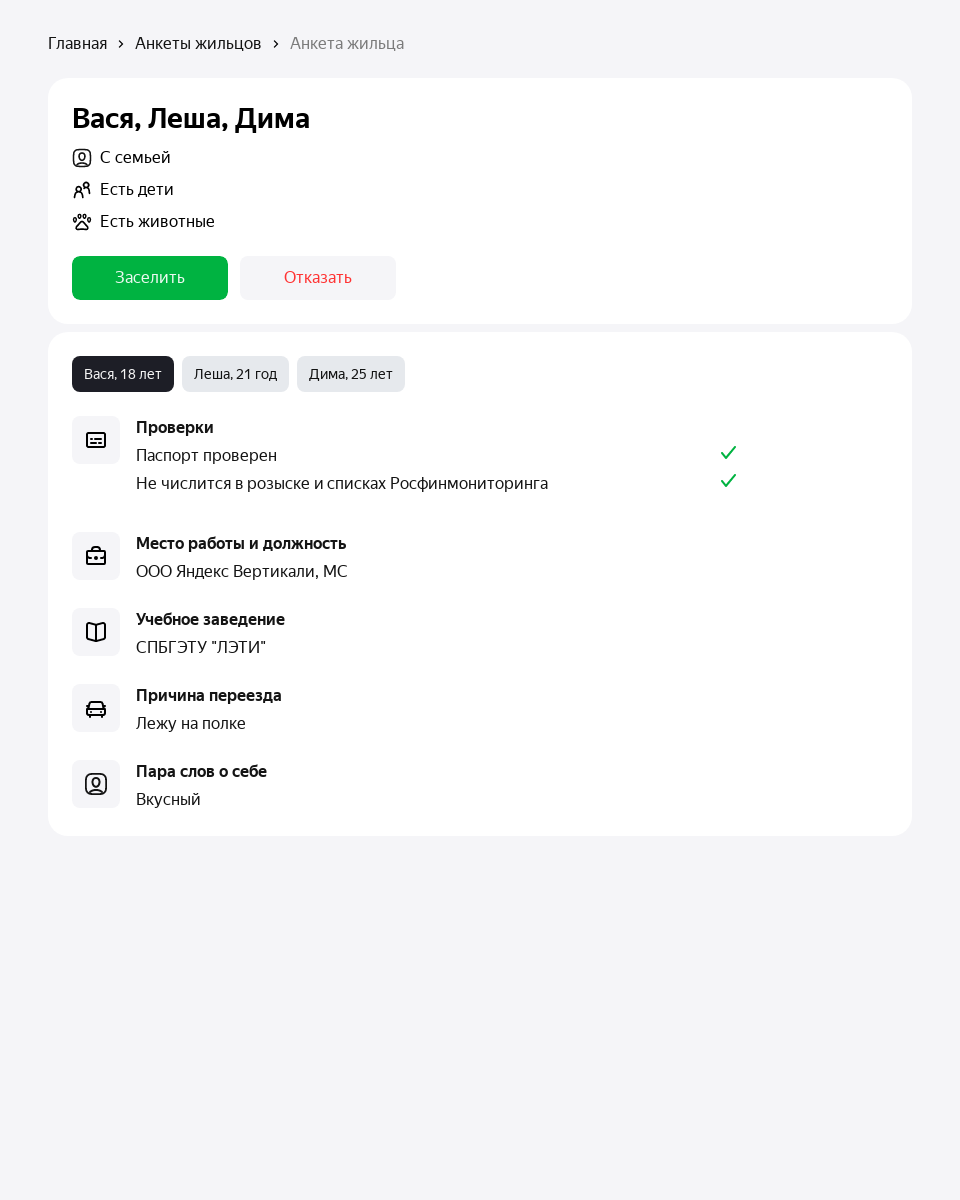 Главная > Анкеты жильцов > Анкета жильца
Вася, Леша, Дима
С семьей
Есть дети
Есть животные
Заселить Отказать
Вася, 18 лет Леша, 21 год Дима, 25 лет
Проверки
Паспорт проверен
Не числится в розыске и списках Росфинмониторинга
Место работы и должность
ООО Яндекс Вертикали, МС
Учебное заведение
СПБГЭТУ "ЛЭТИ"
Причина переезда
Лежу на полке
Пара слов о себе
Вкусный